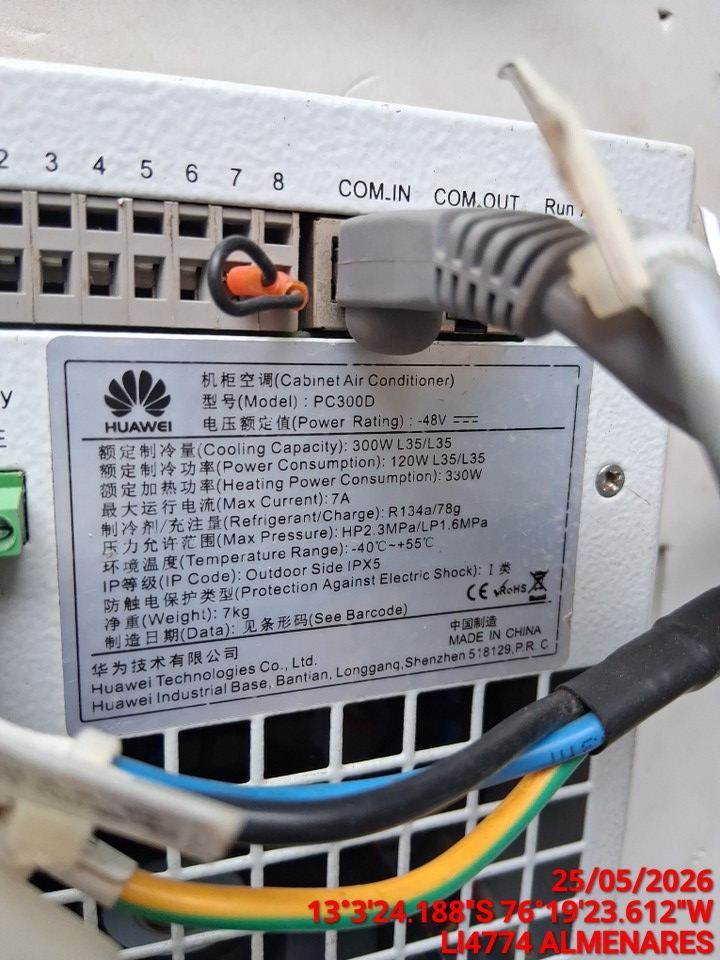 2 3 4 5 6 7 8 COM_IN COM_OUT Run
y
E
HUAWEI
机柜空调(Cabinet Air Conditioner)
型号(Model) : PC300D
电压额定值(Power Rating) : -48V
额定制冷量(Cooling Capacity): 300W L35/L35
额定制冷功率(Power Consumption): 120W L35/L35
额定加热功率(Heating Power Consumption): 330W
最大运行电流(Max Current): 7A
制冷剂/充注量(Refrigerant/Charge): R134a/78g
压力允许范围(Max Pressure): HP2.3MPa/LP1.6MPa
环境温度(Temperature Range): -40℃~+55℃
IP等级(IP Code): Outdoor Side IPX5
防触电保护类型(Protection Against Electric Shock): I 类
净重(Weight): 7kg
CE RoHS
制造日期(Data): 见条形码(See Barcode)
中国制造
MADE IN CHINA
华为技术有限公司
Huawei Technologies Co., Ltd.
Huawei Industrial Base, Bantian, Longgang,Shenzhen 518129,P.R. C
25/05/2026
13°3'24.188"S 76°19'23.612"W
LI4774 ALMENARES